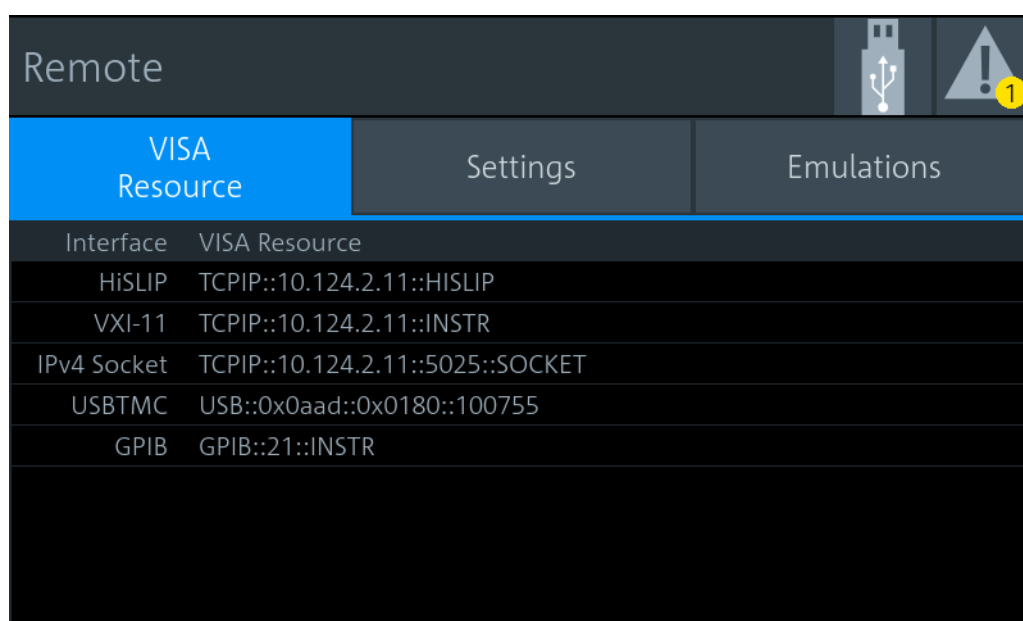 Remote
1
VISA
Resource
Settings
Emulations
Interface VISA Resource
HiSLIP TCPIP::10.124.2.11::HISLIP
VXI-11 TCPIP::10.124.2.11::INSTR
IPv4 Socket TCPIP::10.124.2.11::5025::SOCKET
USBTMC USB::0x0aad::0x0180::100755
GPIB GPIB::21::INSTR